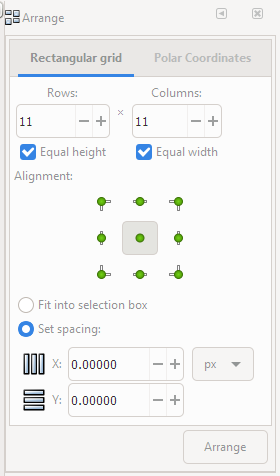 Arrange
Rectangular grid Polar Coordinates
Rows: Columns:
11 − + × 11 − +
Equal height Equal width
Alignment:
Fit into selection box
Set spacing:
X: 0.00000 − + px
Y: 0.00000 − +
Arrange